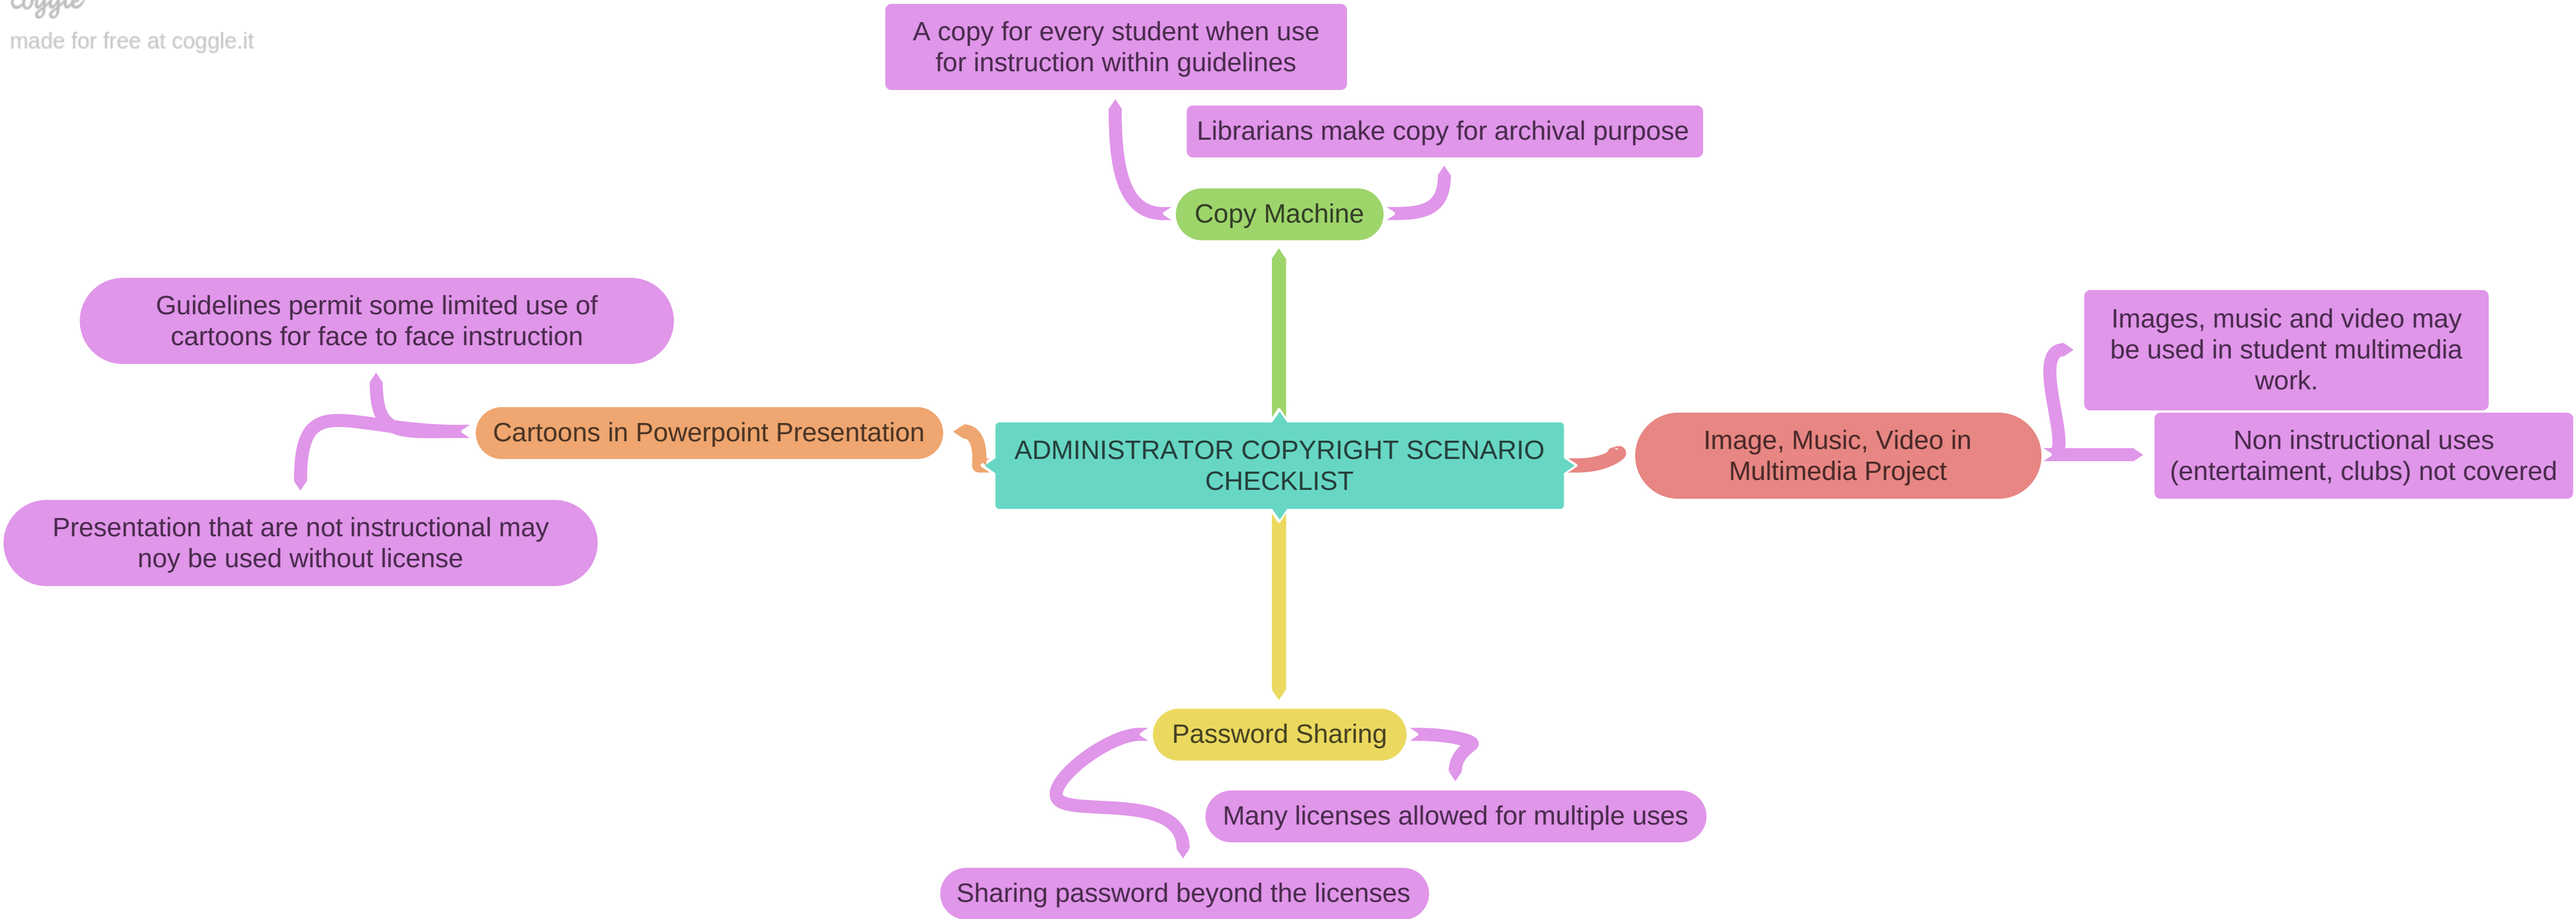 coggle
made for free at coggle.it
A copy for every student when use
for instruction within guidelines
Librarians make copy for archival purpose
Copy Machine
Guidelines permit some limited use of
cartoons for face to face instruction
Cartoons in Powerpoint Presentation
Presentation that are not instructional may
noy be used without license
ADMINISTRATOR COPYRIGHT SCENARIO
CHECKLIST
Image, Music, Video in
Multimedia Project
Images, music and video may
be used in student multimedia
work.
Non instructional uses
(entertaiment, clubs) not covered
Password Sharing
Many licenses allowed for multiple uses
Sharing password beyond the licenses